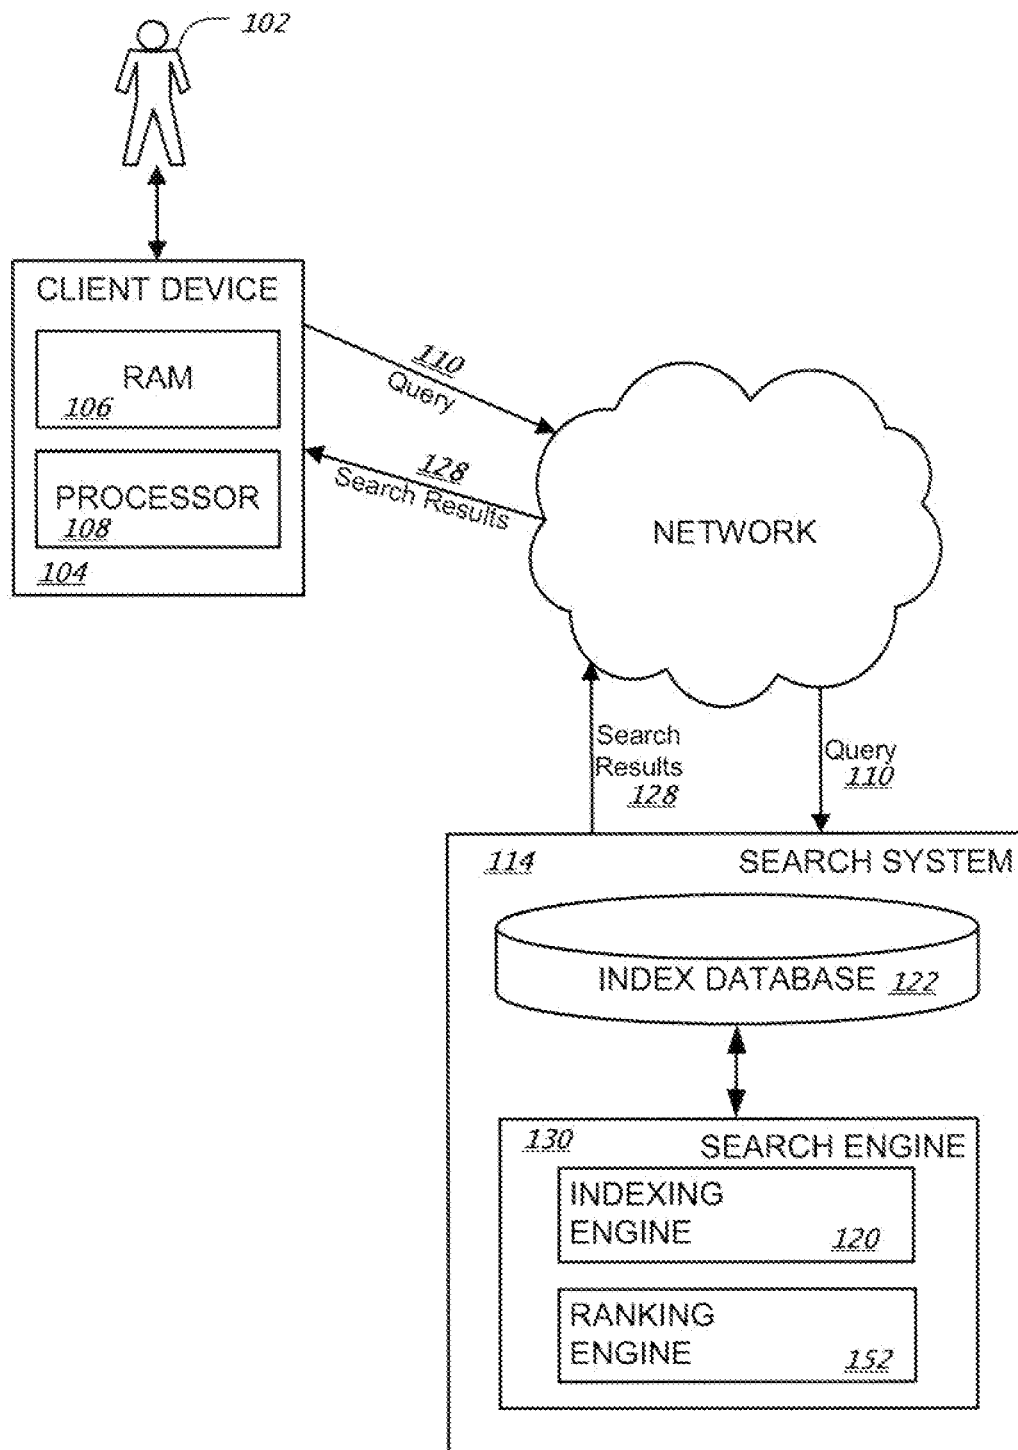 102
CLIENT DEVICE
RAM
106
PROCESSOR
108
104
110
Query
128
Search Results
NETWORK
Search
Results
128
Query
110
114
SEARCH SYSTEM
INDEX DATABASE 122
130
SEARCH ENGINE
INDEXING
ENGINE
120
RANKING
ENGINE
152